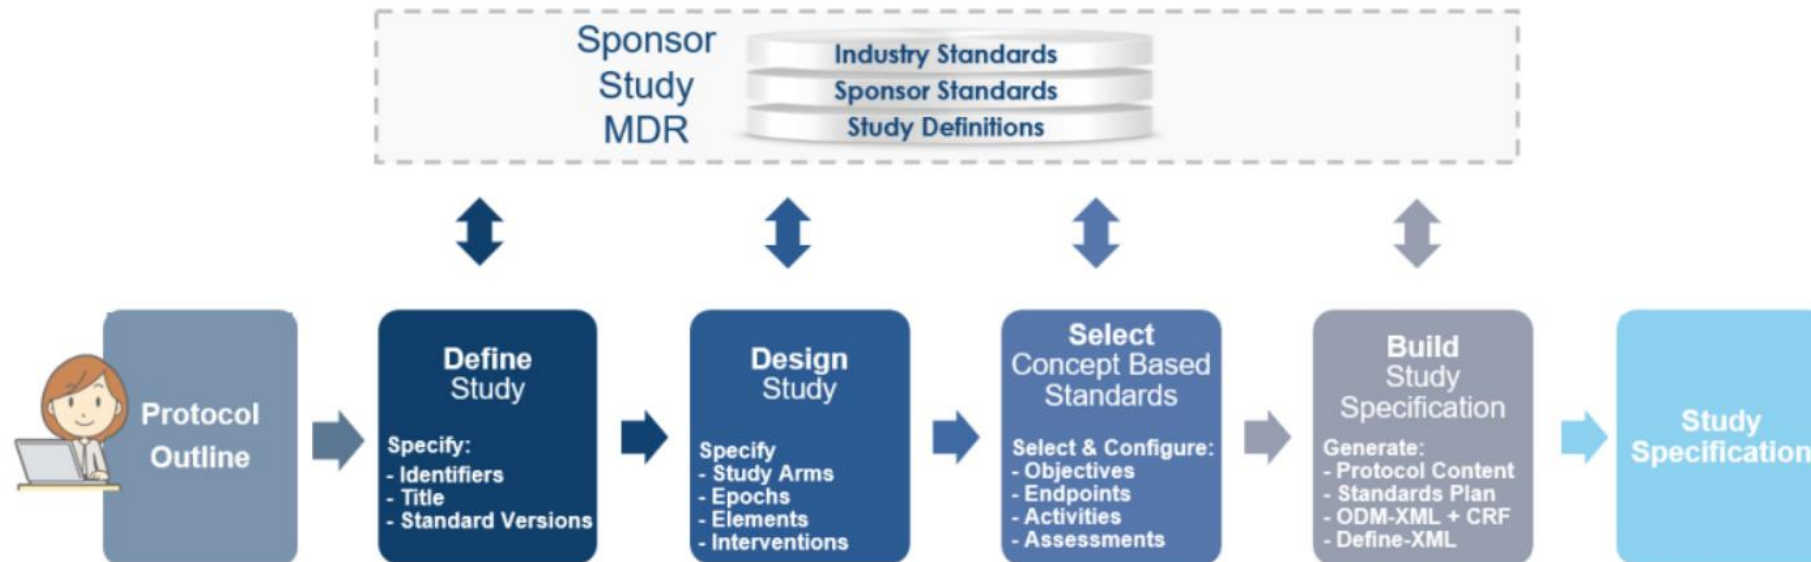 Sponsor
Study
MDR
Industry Standards
Sponsor Standards
Study Definitions
Protocol
Outline
Define
Study
Specify:
- Identifiers
- Title
- Standard Versions
Design
Study
Specify
- Study Arms
- Epochs
- Elements
- Interventions
Select
Concept Based
Standards
Select & Configure:
- Objectives
- Endpoints
- Activities
- Assessments
Build
Study
Specification
Generate:
- Protocol Content
- Standards Plan
- ODM-XML + CRF
- Define-XML
Study
Specification